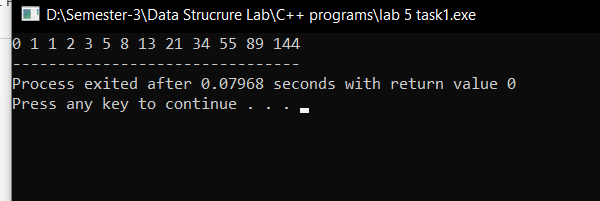 D:\Semester-3\Data Strucrure Lab\C++ programs\lab 5 task1.exe
0 1 1 2 3 5 8 13 21 34 55 89 144
--------------------------------
Process exited after 0.07968 seconds with return value 0
Press any key to continue . . .